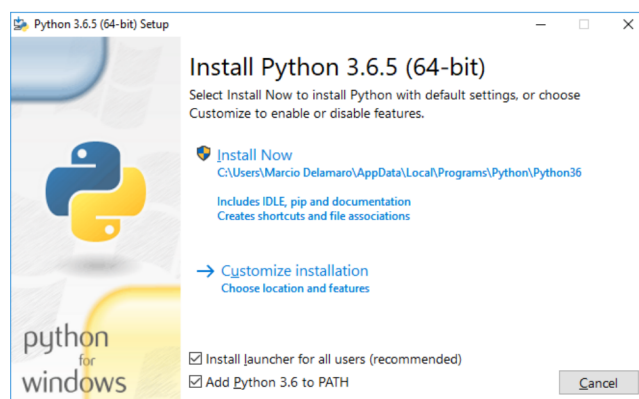 Python 3.6.5 (64-bit) Setup
Install Python 3.6.5 (64-bit)
Select Install Now to install Python with default settings, or choose
Customize to enable or disable features.
Install Now
C:\Users\Marcio Delamaro\AppData\Local\Programs\Python\Python36
Includes IDLE, pip and documentation
Creates shortcuts and file associations
Customize installation
Choose location and features
python
for
windows
Install launcher for all users (recommended)
Add Python 3.6 to PATH
Cancel